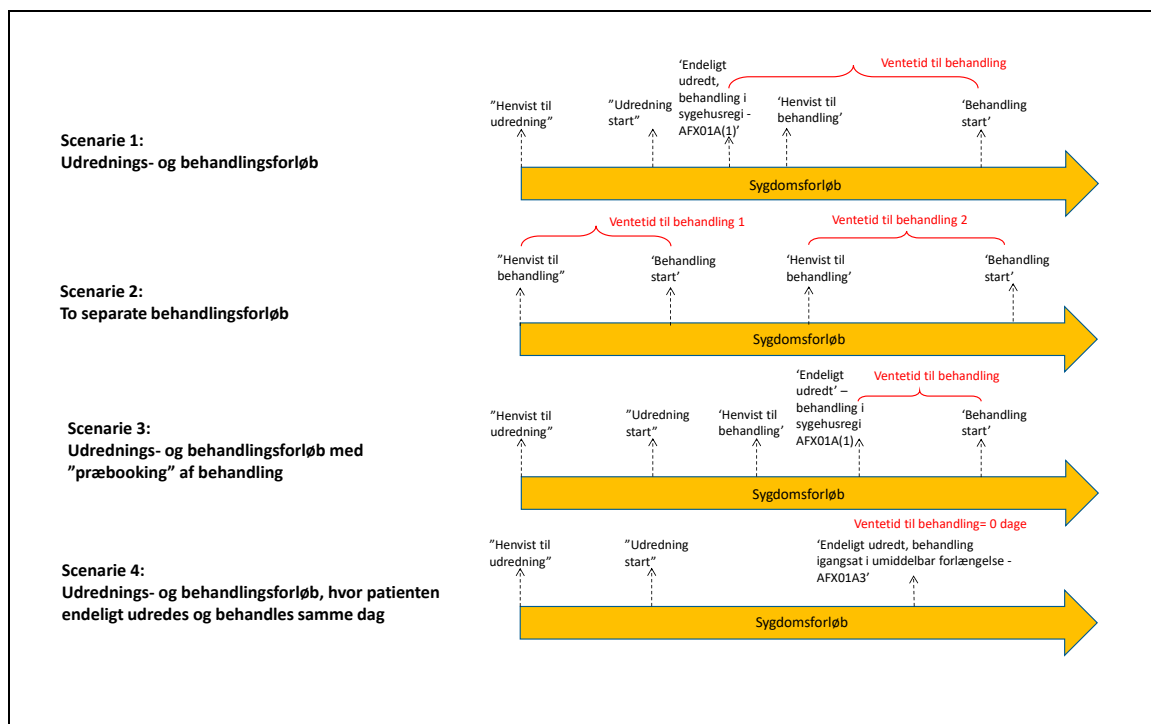 Scenarie 1:
Udrednings- og behandlingsforløb
”Henvist til
udredning”
”Udredning
start”
‘Endeligt
udredt,
behandling i
sygehusregi -
AFX01A(1)’
Ventetid til behandling
‘Henvist til
behandling’
‘Behandling
start’
Sygdomsforløb
Scenarie 2:
To separate behandlingsforløb
Ventetid til behandling 1
Ventetid til behandling 2
”Henvist til
behandling”
‘Behandling
start’
‘Henvist til
behandling’
‘Behandling
start’
Sygdomsforløb
Scenarie 3:
Udrednings- og behandlingsforløb med
”præbooking” af behandling
”Henvist til
udredning”
”Udredning
start”
‘Henvist til
behandling’
‘Endeligt
udredt’ –
behandling i
sygehusregi
AFX01A(1)
Ventetid til behandling
‘Behandling
start’
Sygdomsforløb
Scenarie 4:
Udrednings- og behandlingsforløb, hvor patienten
endeligt udredes og behandles samme dag
”Henvist til
udredning”
”Udredning
start”
Ventetid til behandling= 0 dage
‘Endeligt udredt, behandling
igangsat i umiddelbar forlængelse -
AFX01A3’
Sygdomsforløb